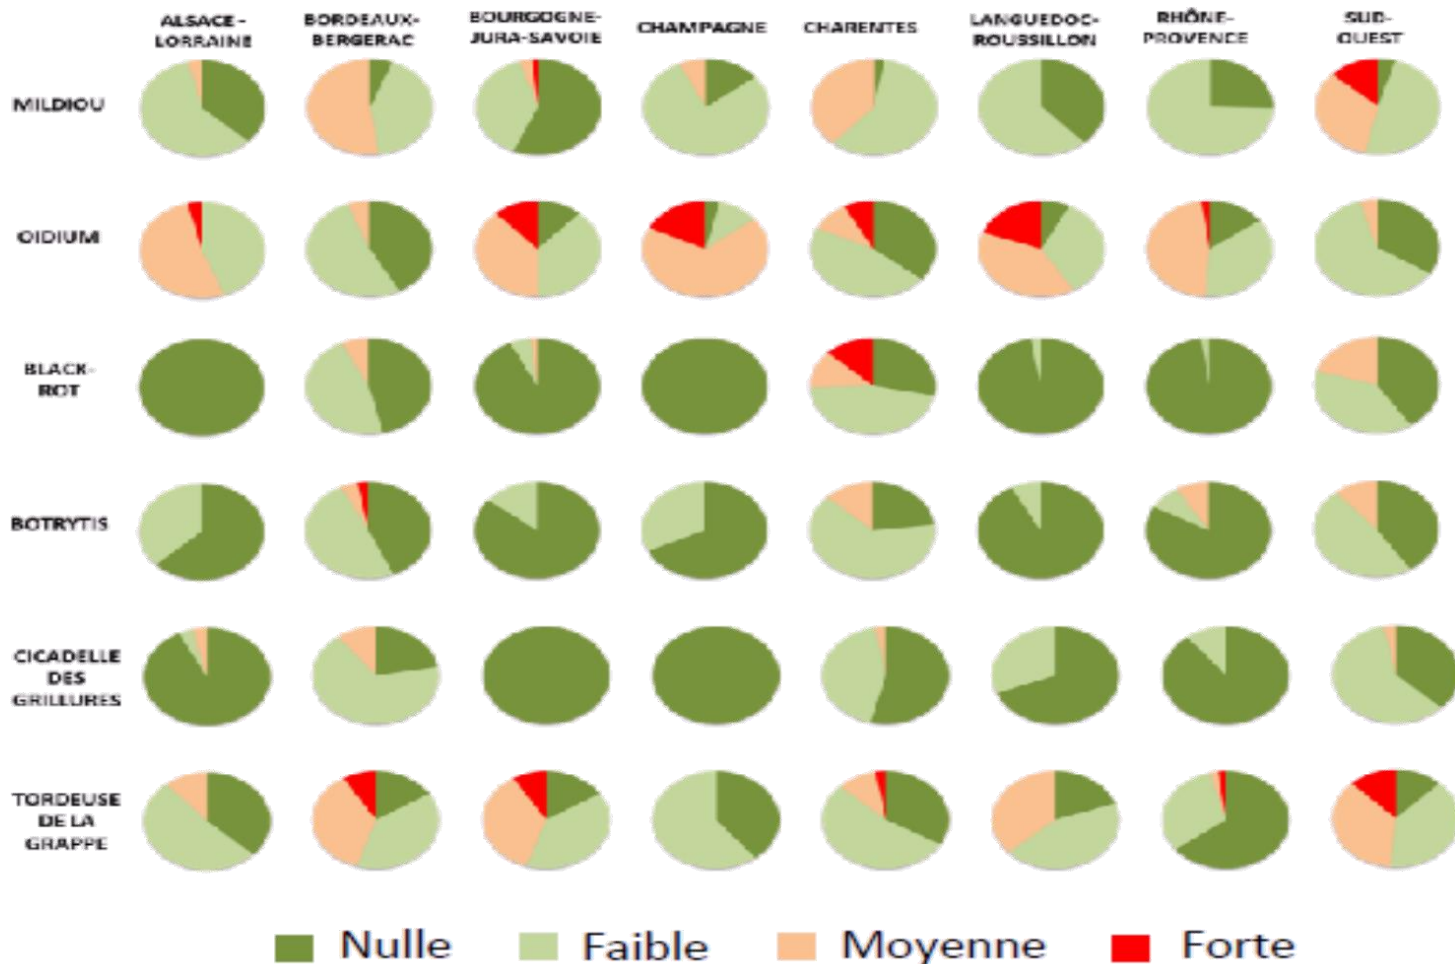 ALSACE-
LORRAINE
BORDEAUX-
BERGERAC
BOURGOGNE-
JURA-SAVOIE
CHAMPAGNE
CHARENTES
LANGUEDOC-
ROUSSILLON
RHÔNE-
PROVENCE
SUD-
OUEST
MILDIOU
OIDIUM
BLACK-
ROT
BOTRYTIS
CICADELLE
DES
GRILLURES
TORDEUSE
DE LA
GRAPPE
Nulle
Faible
Moyenne
Forte